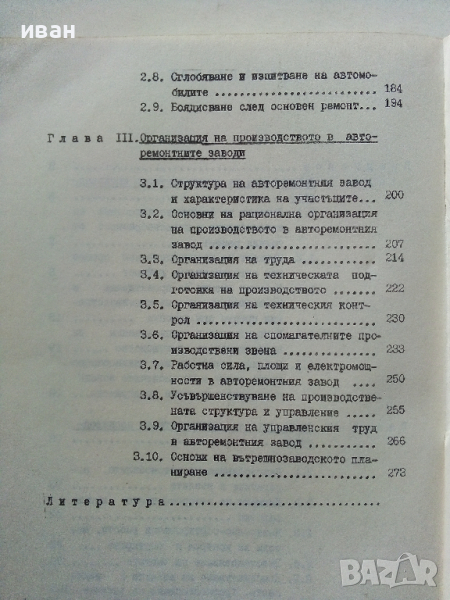 иван
2.8. Сглобяване и изпитване на автомо-
билите ..................... 184
2.9. Боядисване след основен ремонт... 194
Глава III. Организация на производството в авто-
ремонтните заводи
3.1. Структура на авторемонтния завод
и характеристика на участъците... 200
3.2. Основни на рационална организация
на производството в авторемонтния
завод .......................... 207
3.3. Организация на труда ............ 214
3.4. Организация на техническата под-
готовка на производството ....... 222
3.5. Организация на техническия конт-
рол ............................. 230
3.6. Организация на спомагателните про-
изводствени звена ............... 233
3.7. Работна сила, площи и електромощ-
ности в авторемонтния завод ..... 250
3.8. Усъвършенствуване на производстве-
ната структура и управление ..... 255
3.9. Организация на управленския труд
в авторемонтния завод ........... 266
3.10. Основи на вътрешнозаводското пла-
ниране .......................... 273
Литература..............................
BAZAR.bg